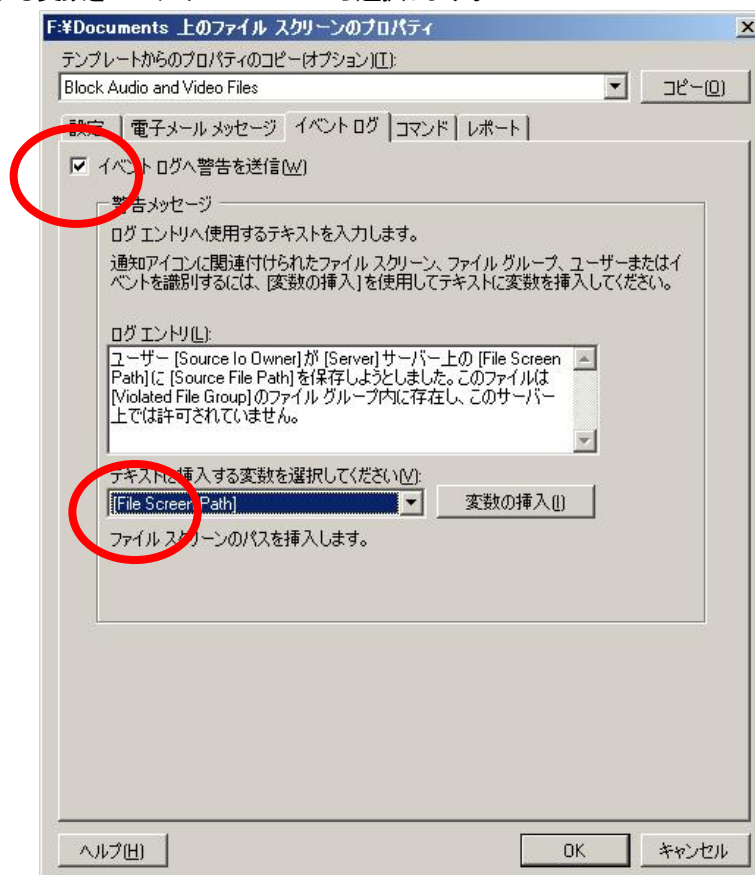 F:¥Documents 上のファイル スクリーンのプロパティ
テンプレートからのプロパティのコピー(オプション)(T):
Block Audio and Video Files
コピー(O)
設定 電子メール メッセージ イベント ログ コマンド レポート
イベント ログへ警告を送信(W)
警告メッセージ
ログ エントリへ使用するテキストを入力します。
通知アイコンに関連付けられたファイル スクリーン、ファイル グループ、ユーザーまたはイ
ベントを識別するには、[変数の挿入] を使用してテキストに変数を挿入してください。
ログ エントリ(L):
ユーザー [Source Io Owner] が [Server] サーバー上の [File Screen
Path] に [Source File Path] を保存しようとしました。このファイルは
[Violated File Group] のファイル グループ内に存在し、このサーバー
上では許可されていません。
テキストに挿入する変数を選択してください(V):
[File Screen Path]
変数の挿入(I)
ファイル スクリーンのパスを挿入します。
ヘルプ(H)
OK
キャンセル